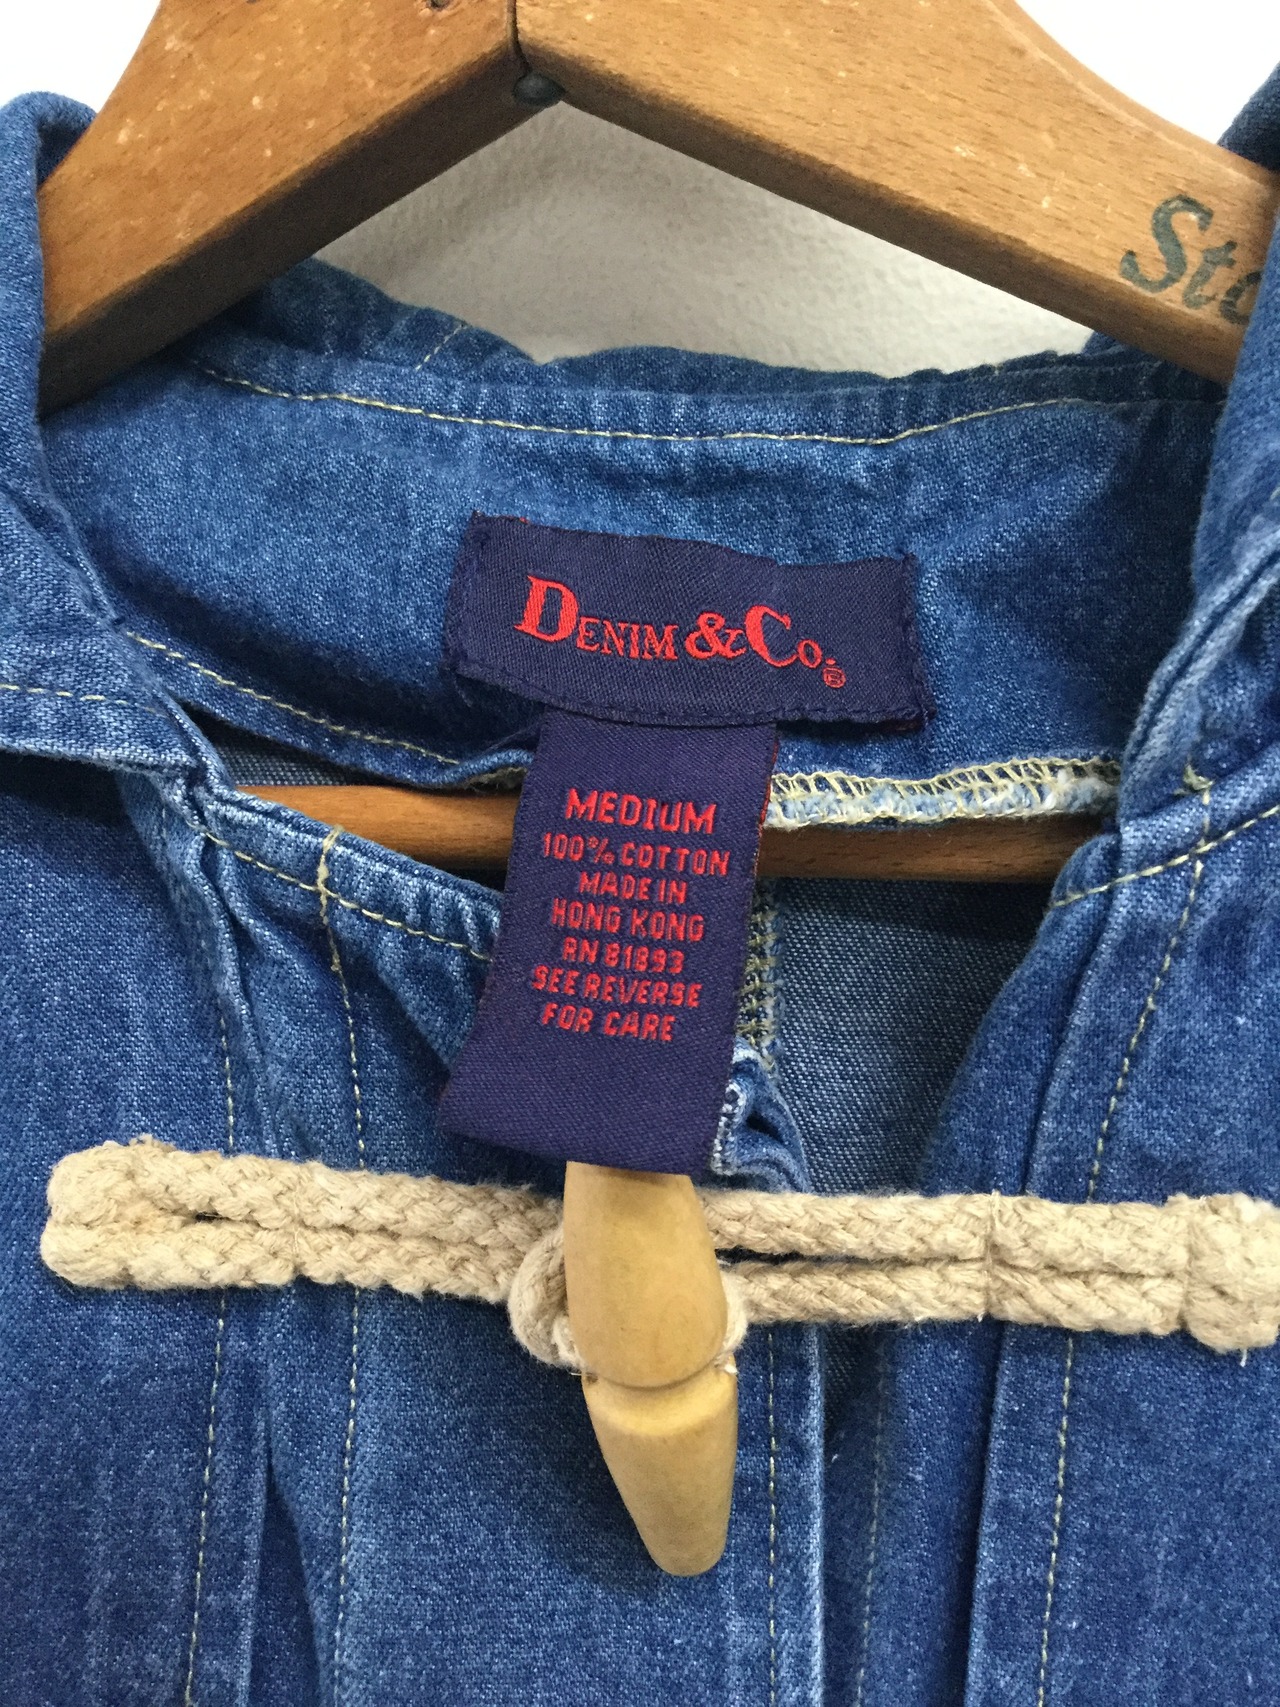 DENIM & CO.®
MEDIUM
100% COTTON
MADE IN
HONG KONG
RN 81893
SEE REVERSE
FOR CARE